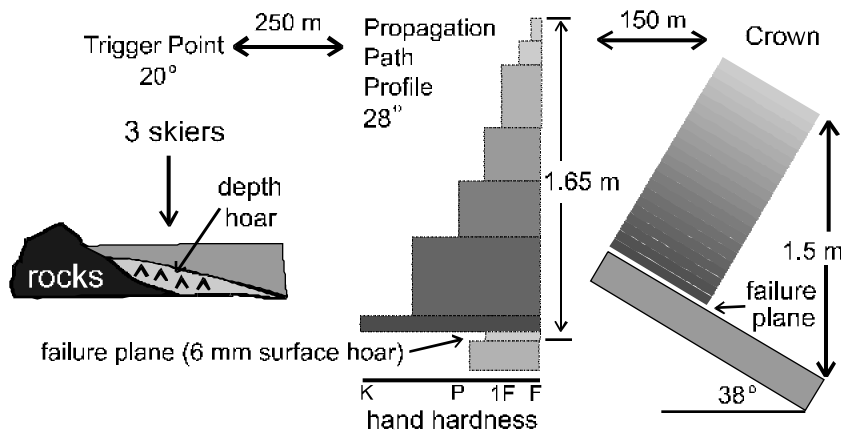 Trigger Point
20°
250 m
Propagation
Path
Profile
28°
150 m
Crown
3 skiers
depth
hoar
rocks
1.65 m
1.5 m
failure
plane
failure plane (6 mm surface hoar)
38°
K P 1F F
hand hardness